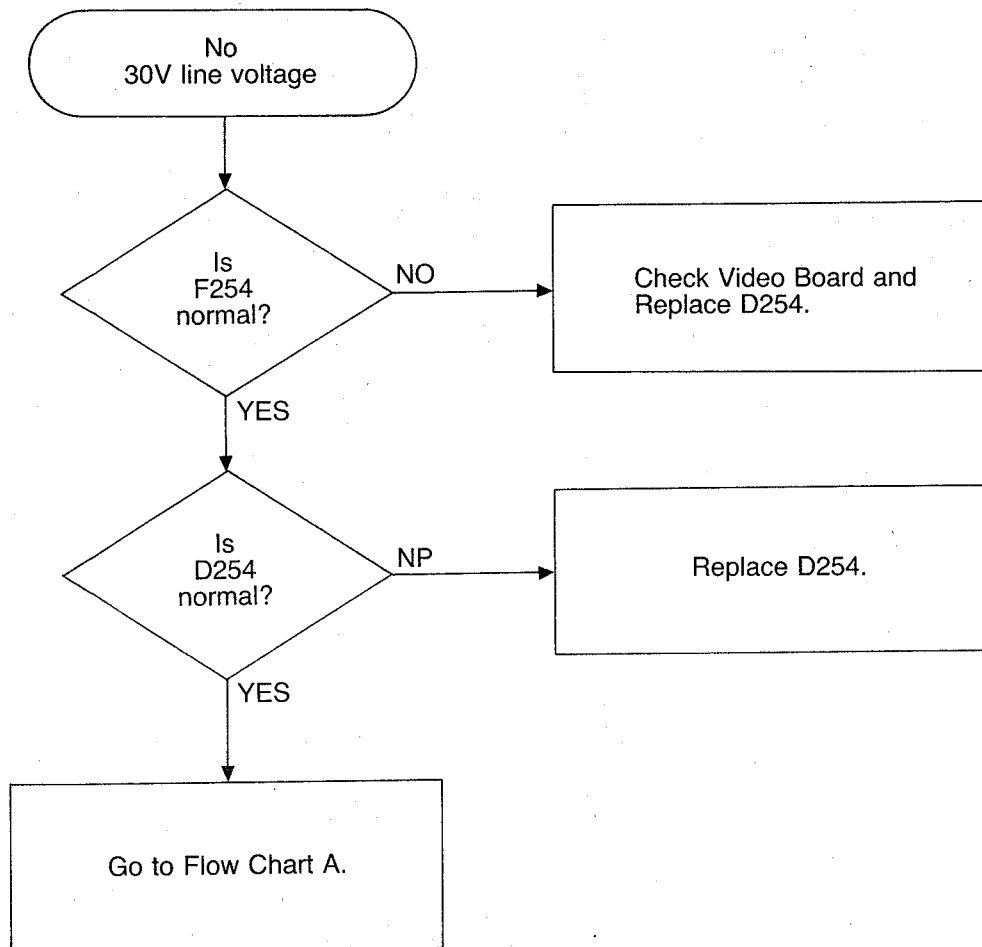 No
30V line voltage
Is
F254
normal?
NO
Check Video Board and
Replace D254.
YES
Is
D254
normal?
NP
Replace D254.
YES
Go to Flow Chart A.